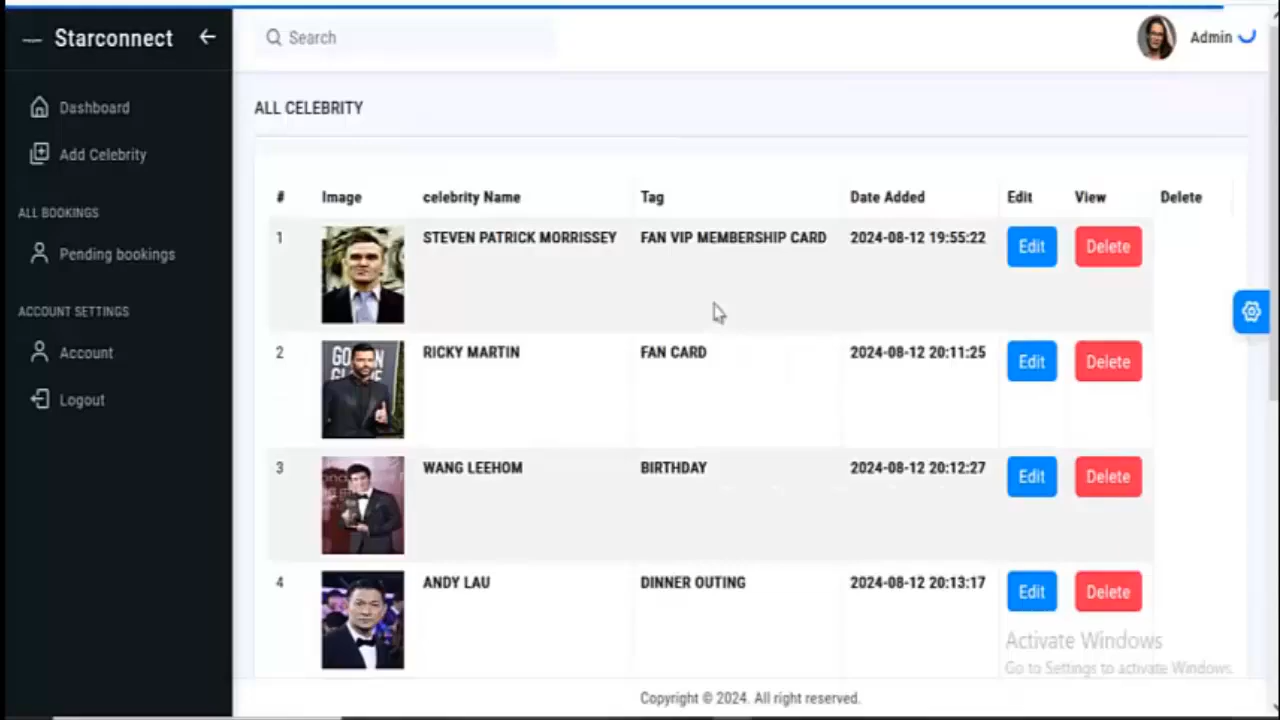 Starconnect
Search
Admin
Dashboard
Add Celebrity
ALL BOOKINGS
Pending bookings
ACCOUNT SETTINGS
Account
Logout
ALL CELEBRITY
# Image celebrity Name Tag Date Added Edit View Delete
1 STEVEN PATRICK MORRISSEY FAN VIP MEMBERSHIP CARD 2024-08-12 19:55:22 Edit Delete
2 RICKY MARTIN FAN CARD 2024-08-12 20:11:25 Edit Delete
3 WANG LEEHOM BIRTHDAY 2024-08-12 20:12:27 Edit Delete
4 ANDY LAU DINNER OUTING 2024-08-12 20:13:17 Edit Delete
Activate Windows
Go to Settings to activate Windows.
Copyright © 2024. All right reserved.